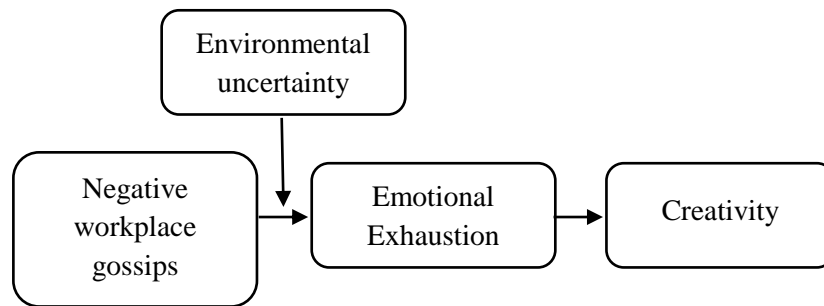 Environmental
uncertainty
Negative
workplace
gossips
Emotional
Exhaustion
Creativity